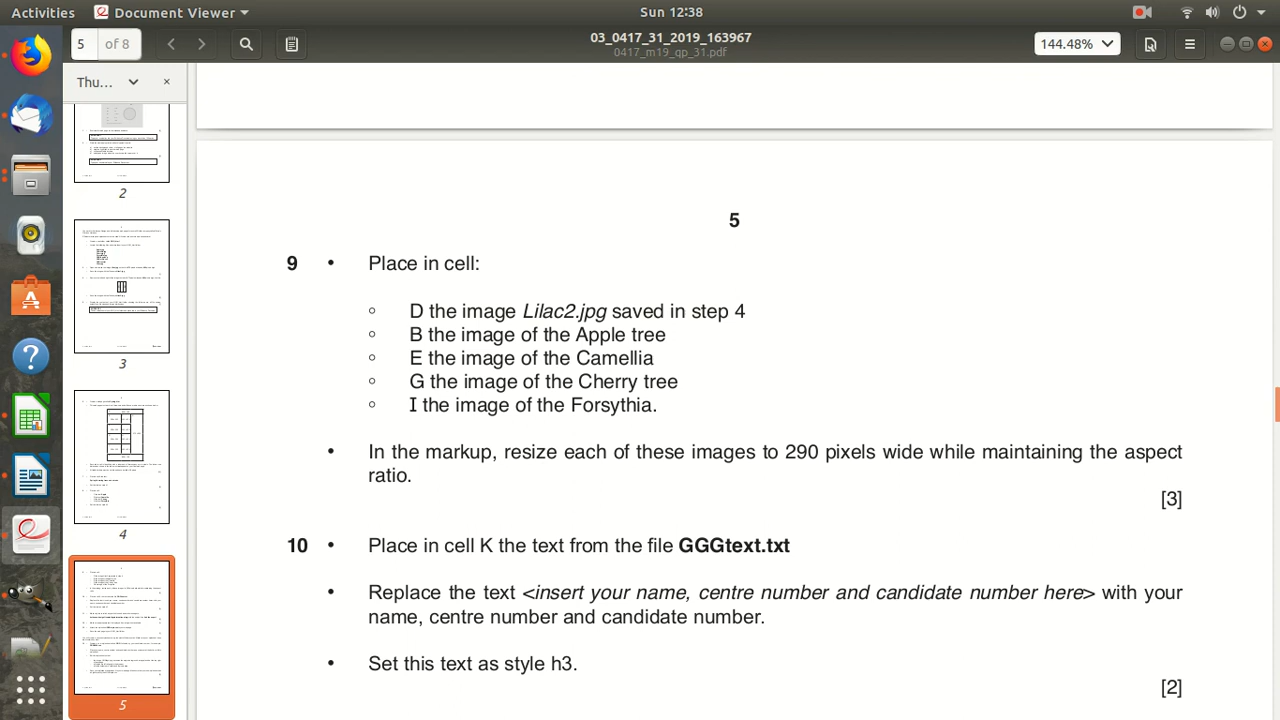 Activities
Document Viewer
Sun 12:38
5
of 8
03_0417_31_2019_163967
0417_m19_qp_31.pdf
144.48%
Thu...
2
3
4
5
5
9 • Place in cell:
○ D the image Lilac2.jpg saved in step 4
○ B the image of the Apple tree
○ E the image of the Camellia
○ G the image of the Cherry tree
○ I the image of the Forsythia.
• In the markup, resize each of these images to 290 pixels wide while maintaining the aspect
ratio.
[3]
10 • Place in cell K the text from the file GGGtext.txt
• Replace the text <insert your name, centre number and candidate number here> with your
name, centre number and candidate number.
• Set this text as style h3.
[2]